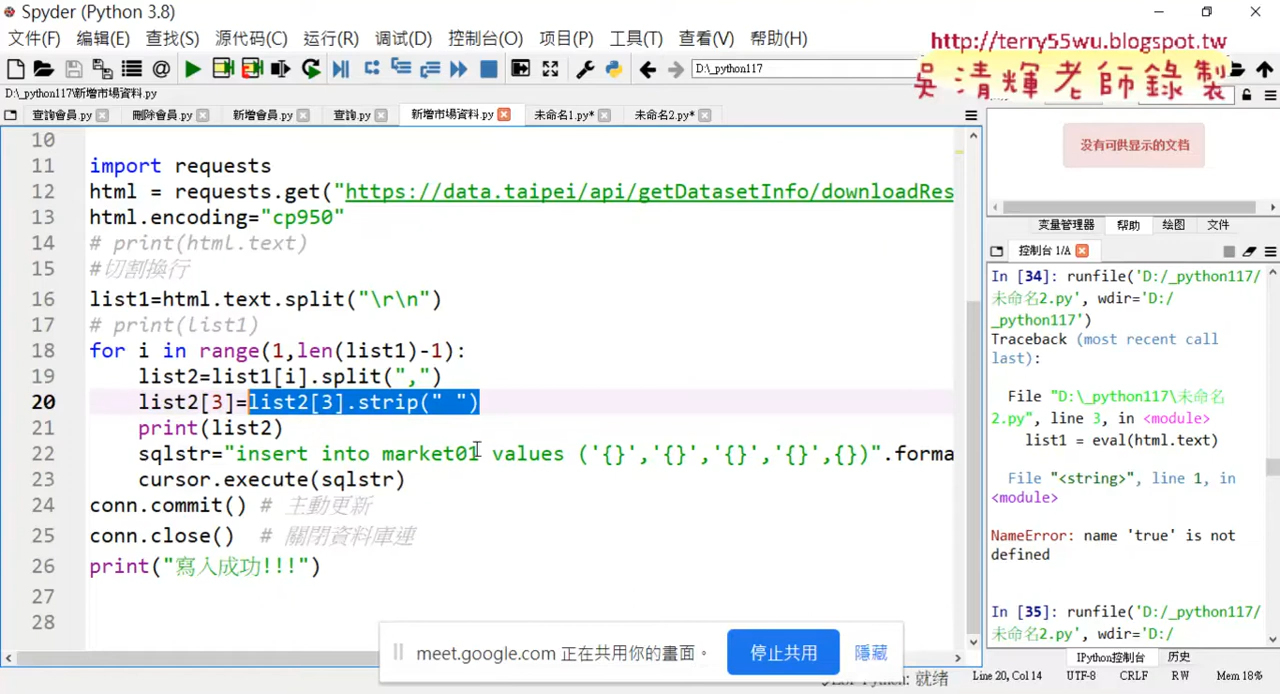 Spyder (Python 3.8)
文件(F) 编辑(E) 查找(S) 源代码(C) 运行(R) 调试(D) 控制台(O) 项目(P) 工具(T) 查看(V) 帮助(H)
http://terry55wu.blogspot.tw
吳清輝老師錄製
D:\_python117
D:\_python117\新增市場資料.py
查詢會員.py 刪除會員.py 新增會員.py 查詢.py 新增市場資料.py 未命名1.py* 未命名2.py*
10
11 import requests
12 html = requests.get("https://data.taipei/api/getDatasetInfo/downloadRes
13 html.encoding="cp950"
14 # print(html.text)
15 #切割換行
16 list1=html.text.split("\r\n")
17 # print(list1)
18 for i in range(1,len(list1)-1):
19 list2=list1[i].split(",")
20 list2[3]=list2[3].strip(" ")
21 print(list2)
22 sqlstr="insert into market01 values ('{}','{}','{}','{}',{})".forma
23 cursor.execute(sqlstr)
24 conn.commit() # 主動更新
25 conn.close() # 關閉資料庫連
26 print("寫入成功!!!")
27
28
没有可供显示的文档
变量管理器 帮助 绘图 文件
控制台 1/A
In [34]: runfile('D:/_python117/
未命名2.py', wdir='D:/
_python117')
Traceback (most recent call
last):
File "D:\_python117\未命名
2.py", line 3, in <module>
list1 = eval(html.text)
File "<string>", line 1, in
<module>
NameError: name 'true' is not
defined
In [35]: runfile('D:/_python117/
未命名2.py', wdir='D:/
IPython控制台 历史
meet.google.com 正在共用你的畫面。 停止共用 隱藏
Python: 就绪 Line 20, Col 14 UTF-8 CRLF RW Mem 18%